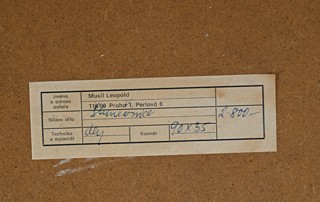 Jméno a adresa autora
Musil Leopold
110 00 Praha 1, Perlová 5
Název díla Slunečnice 2 800,-
Technika a materiál olej Rozměr 90x35